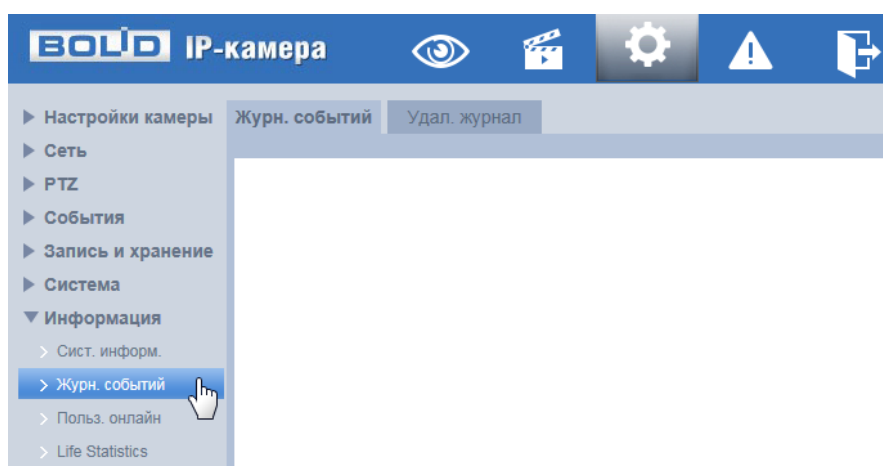 BOLID IP-камера
Настройки камеры
Сеть
PTZ
События
Запись и хранение
Система
Информация
Сист. информ.
Журн. событий
Польз. онлайн
Life Statistics
Журн. событий Удал. журнал